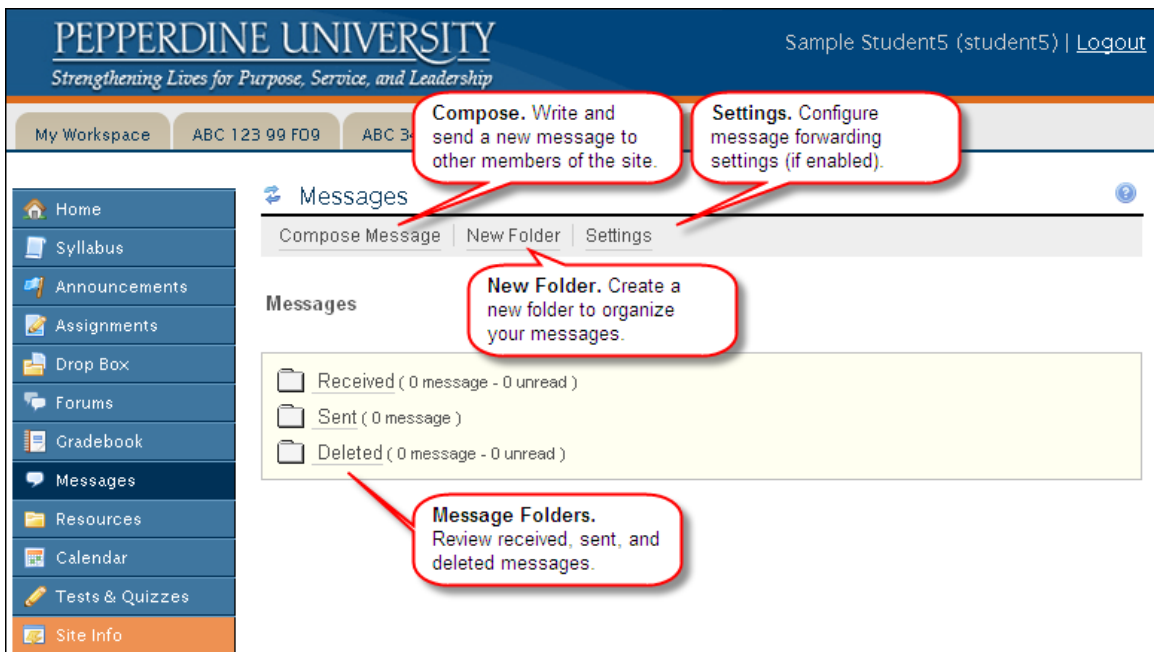 PEPPERDINE UNIVERSITY
Strengthening Lives for Purpose, Service, and Leadership
Sample Student5 (student5) | Logout
My Workspace
ABC 123 99 F09
ABC 34
Compose. Write and
send a new message to
other members of the site.
Settings. Configure
message forwarding
settings (if enabled).
Home
Syllabus
Announcements
Assignments
Drop Box
Forums
Gradebook
Messages
Resources
Calendar
Tests & Quizzes
Site Info
Messages
?
Compose Message | New Folder | Settings
New Folder. Create a
new folder to organize
your messages.
Messages
Received ( 0 message - 0 unread )
Sent ( 0 message )
Deleted ( 0 message - 0 unread )
Message Folders.
Review received, sent, and
deleted messages.